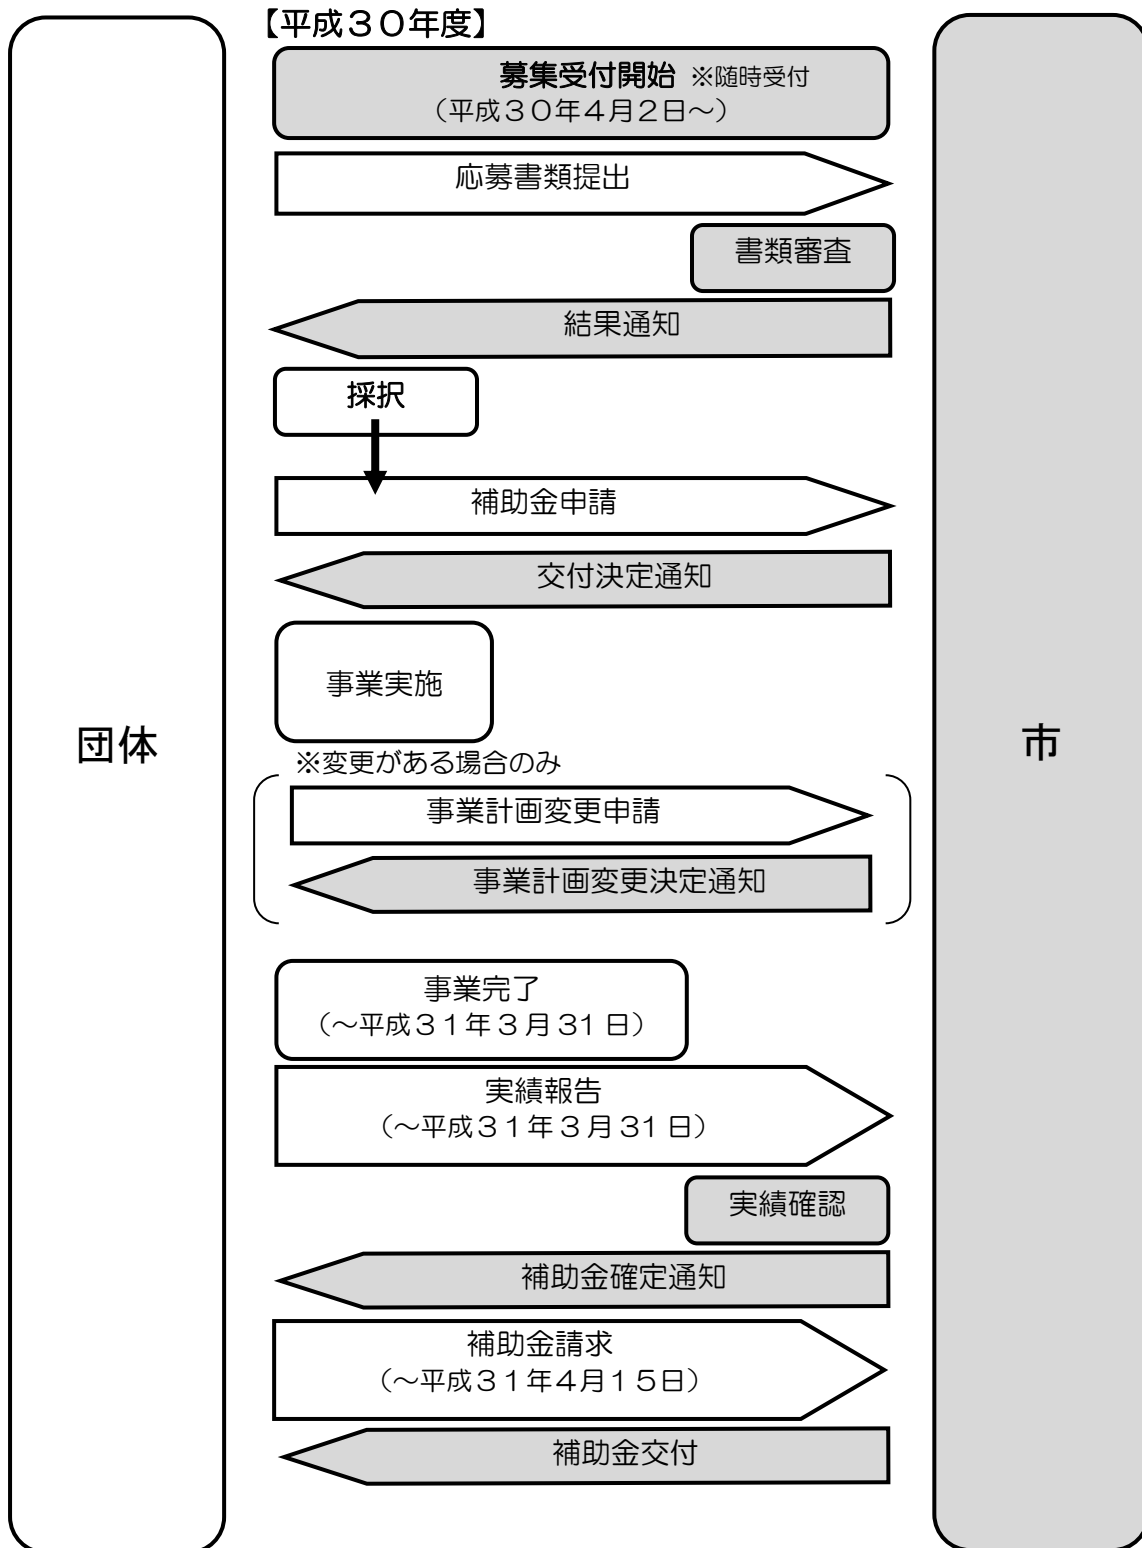 【平成３０年度】
募集受付開始 ※随時受付
（平成３０年４月２日～）
応募書類提出
書類審査
結果通知
採択
補助金申請
交付決定通知
事業実施
団体
市
※変更がある場合のみ
事業計画変更申請
事業計画変更決定通知
事業完了
（～平成３１年３月 31 日）
実績報告
（～平成３１年３月 31 日）
実績確認
補助金確定通知
補助金請求
（～平成３１年４月１５日）
補助金交付